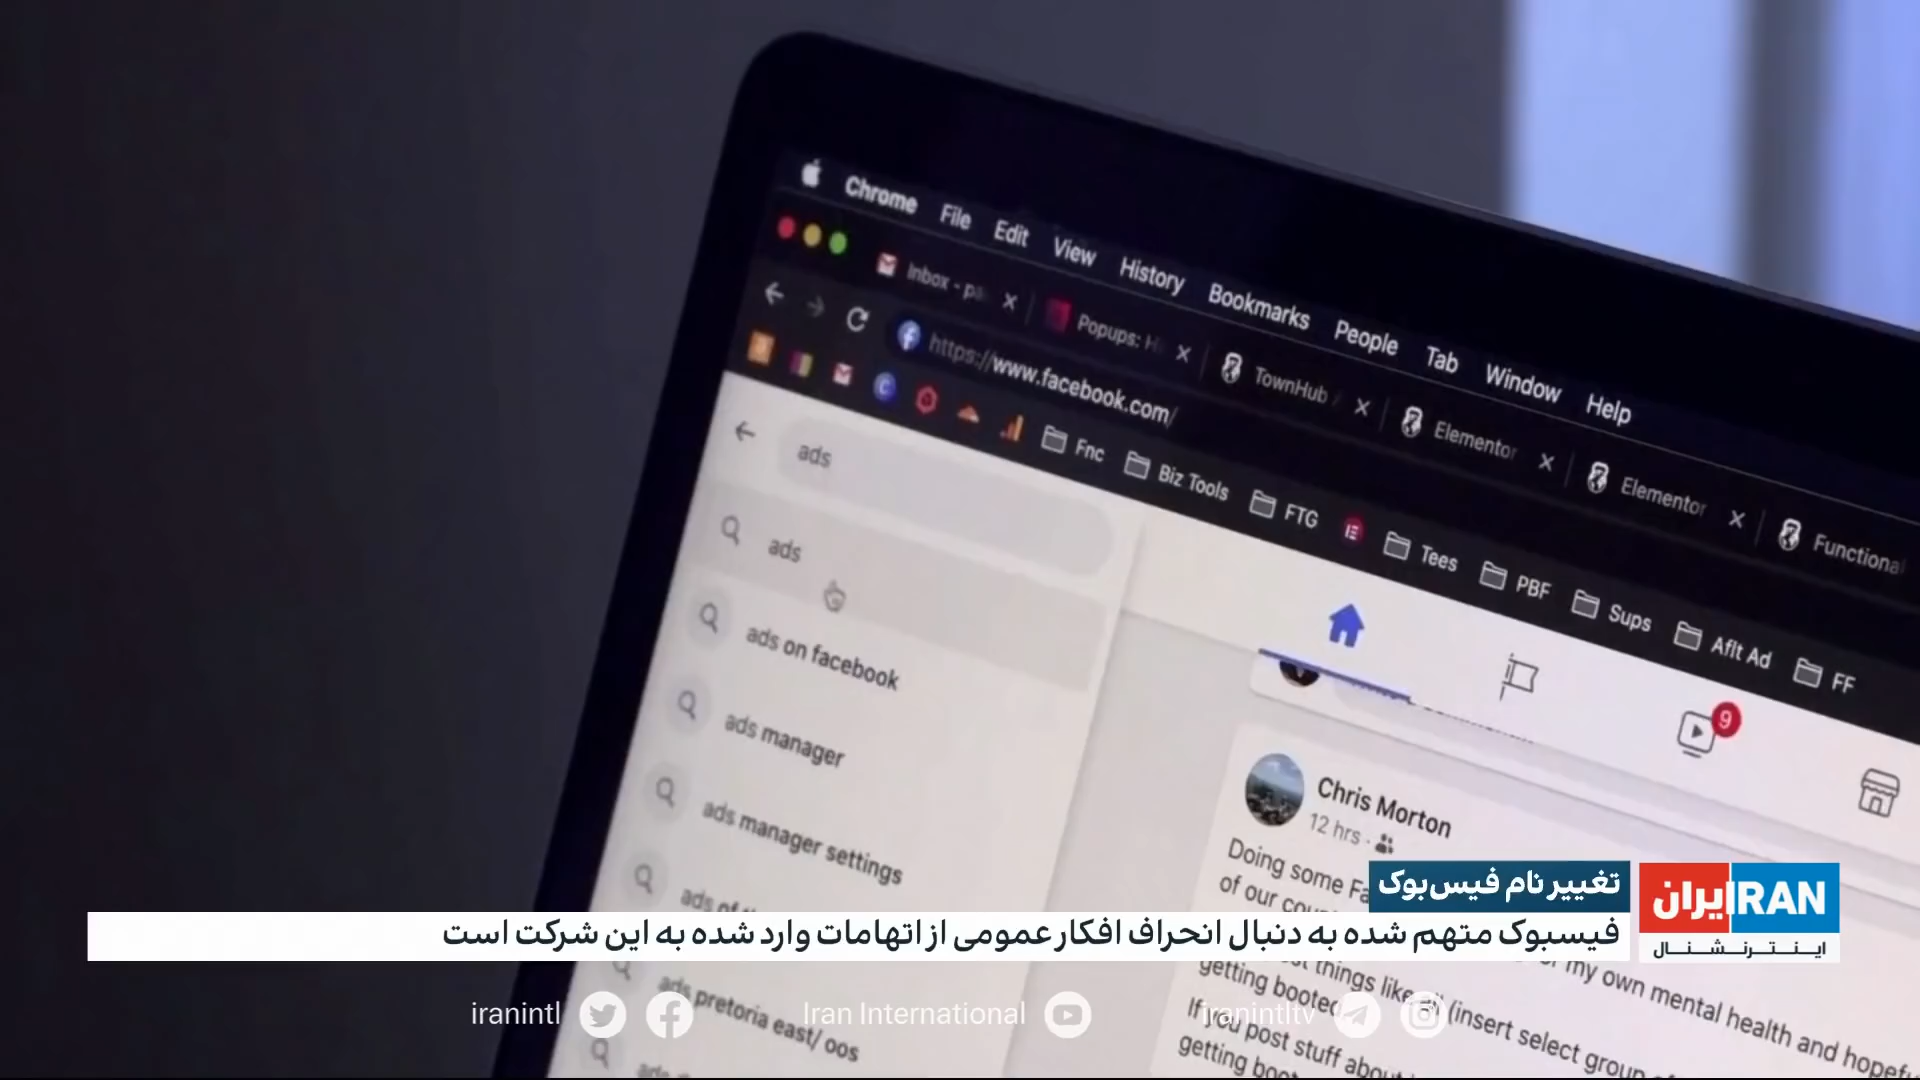 Chrome File Edit View History Bookmarks People Tab Window Help
Inbox - Popups: TownHub Elementor Elementor Functional
https://www.facebook.com/
Fnc Biz Tools FTG Tees PBF Sups Aflt Ad FF
ads
ads
ads on facebook
ads manager
ads manager settings
ads
ads pretoria east/ oos
9
Chris Morton
12 hrs
Doing some
of our
my own mental health and
getting booted
things like all (insert select group
If you post stuff about
getting
تغییر نام فیس‌بوک
فیسبوک متهم شده به دنبال انحراف افکار عمومی از اتهامات وارد شده به این شرکت است
ایران IRAN
اینترنشنال
iranintl Iran International iranintltv